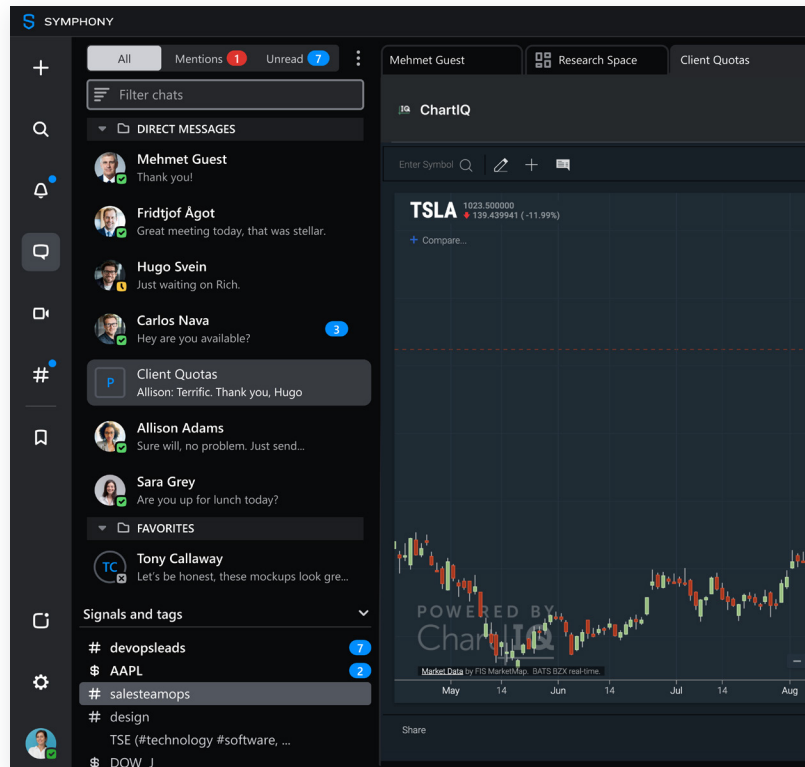 SYMPHONY
All Mentions 1 Unread 7
Filter chats
DIRECT MESSAGES
Mehmet Guest
Thank you!
Fridtjof Ågot
Great meeting today, that was stellar.
Hugo Svein
Just waiting on Rich.
Carlos Nava
Hey are you available?
3
P
Client Quotas
Allison: Terrific. Thank you, Hugo
Allison Adams
Sure will, no problem. Just send...
Sara Grey
Are you up for lunch today?
FAVORITES
TC
Tony Callaway
Let's be honest, these mockups look gre...
Signals and tags
# devopsleads 7
$ AAPL 2
# salesteamops
# design
TSE (#technology #software, ...
$ DOW J
Mehmet Guest Research Space Client Quotas
IQ ChartIQ
Enter Symbol
TSLA 1023.500000
139.439941 (-11.99%)
+ Compare...
POWERED BY
ChartIQ
Market Data by FIS MarketMap. BATS BZX real-time.
May 14 Jun 14 Jul 14 Aug
Share